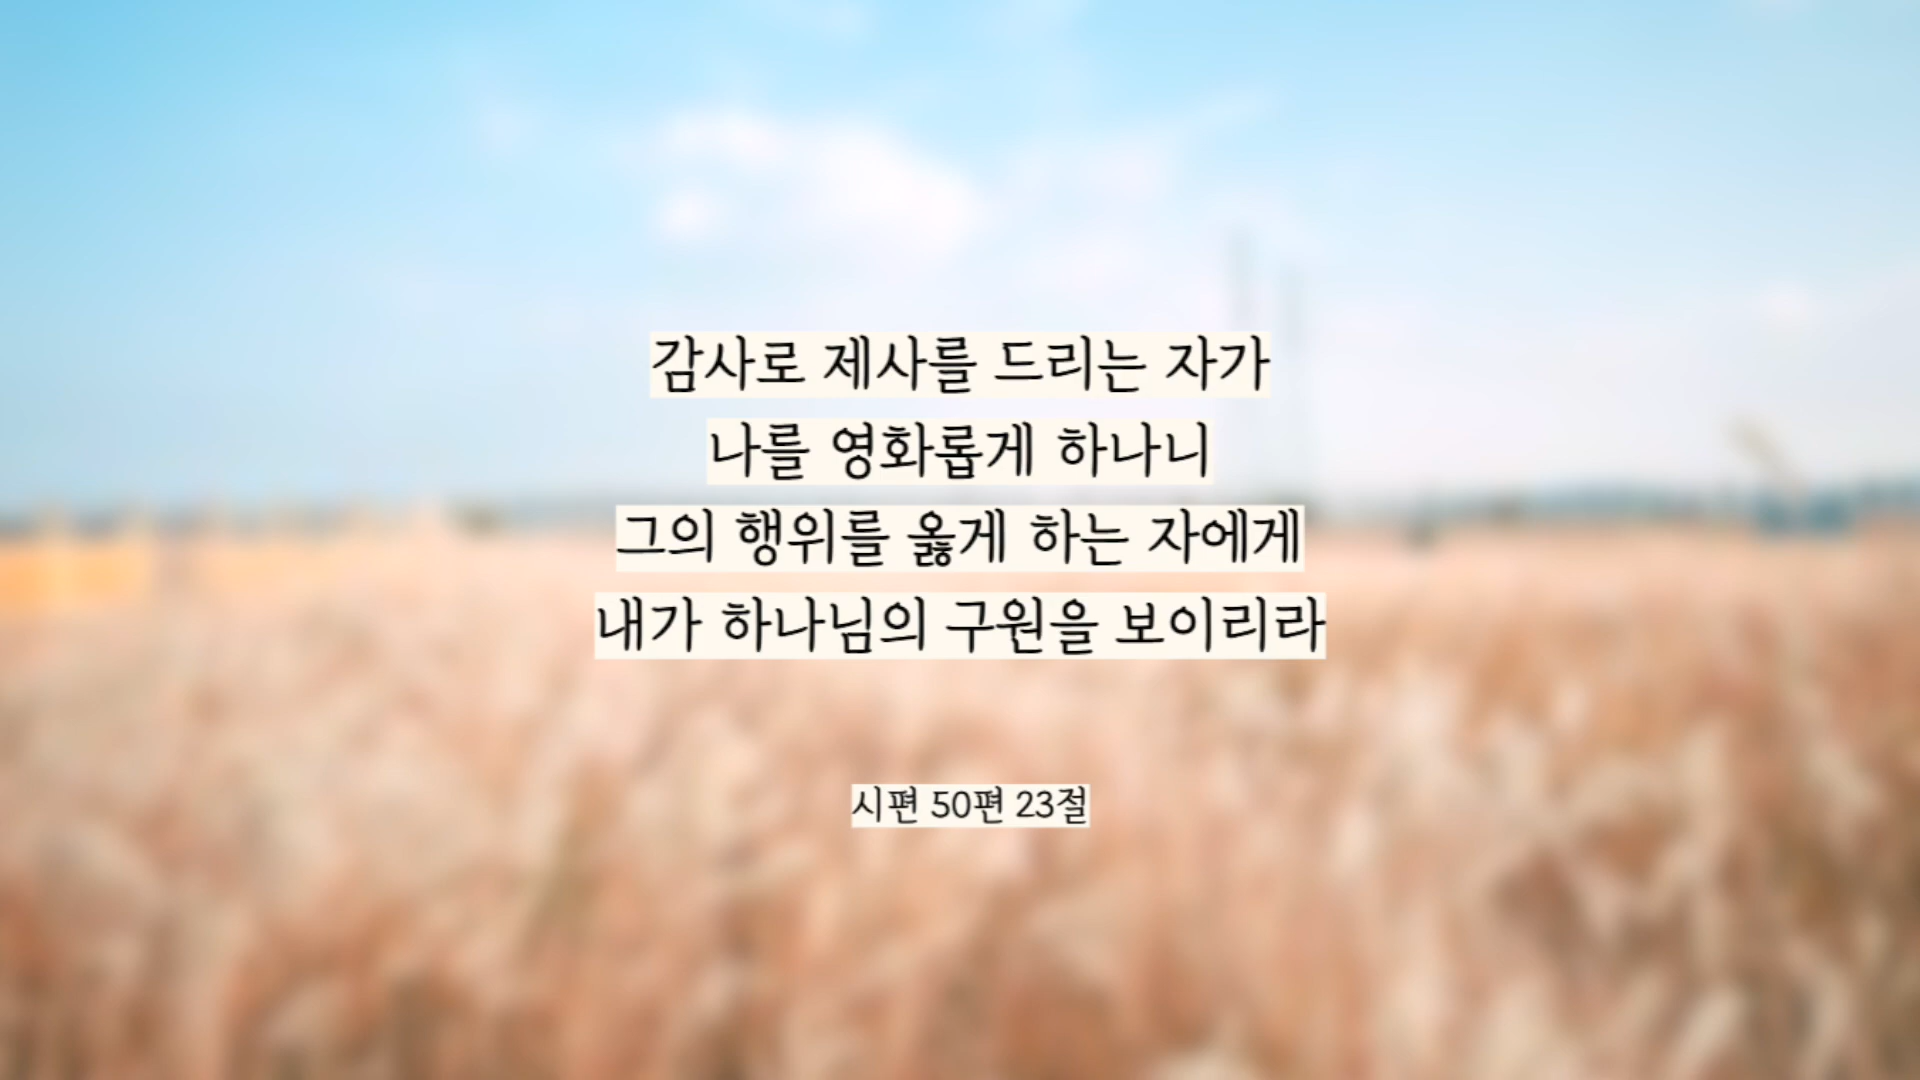 감사로 제사를 드리는 자가
나를 영화롭게 하나니
그의 행위를 옳게 하는 자에게
내가 하나님의 구원을 보이리라
시편 50편 23절